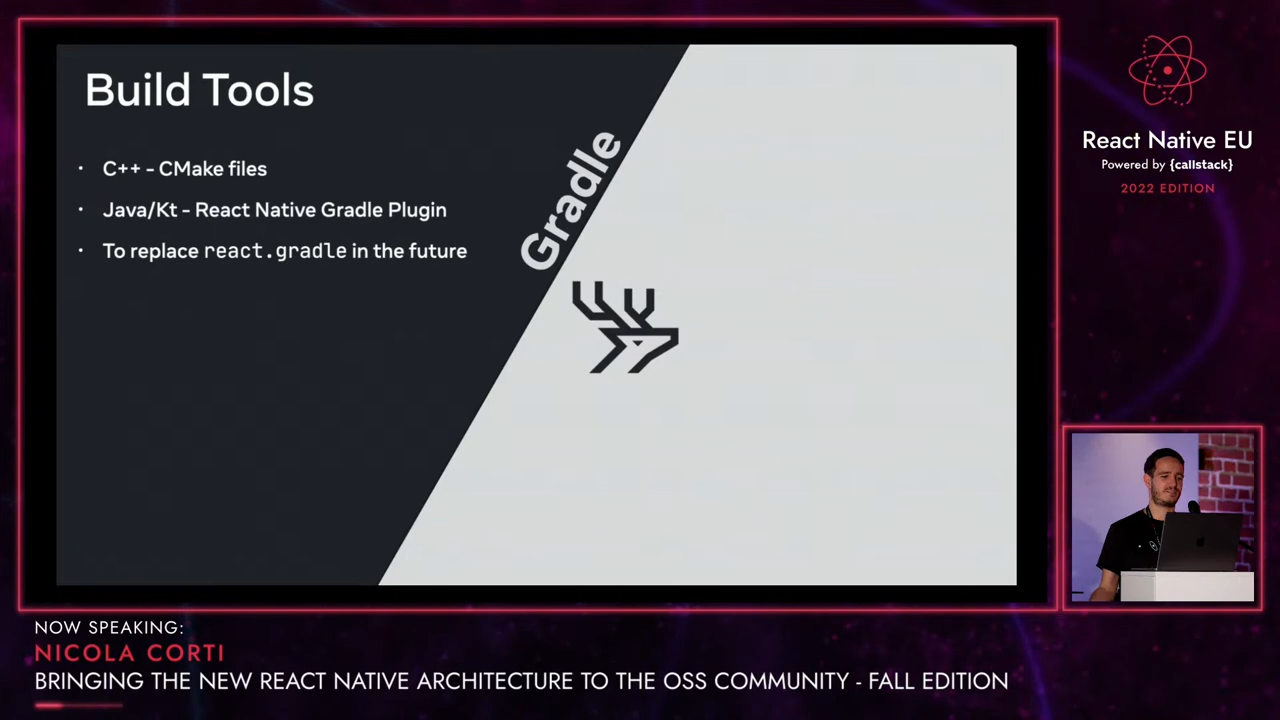 Build Tools
· C++ - CMake files
· Java/Kt - React Native Gradle Plugin
· To replace react.gradle in the future
Gradle
React Native EU
Powered by {callstack}
2022 EDITION
NOW SPEAKING:
NICOLA CORTI
BRINGING THE NEW REACT NATIVE ARCHITECTURE TO THE OSS COMMUNITY - FALL EDITION